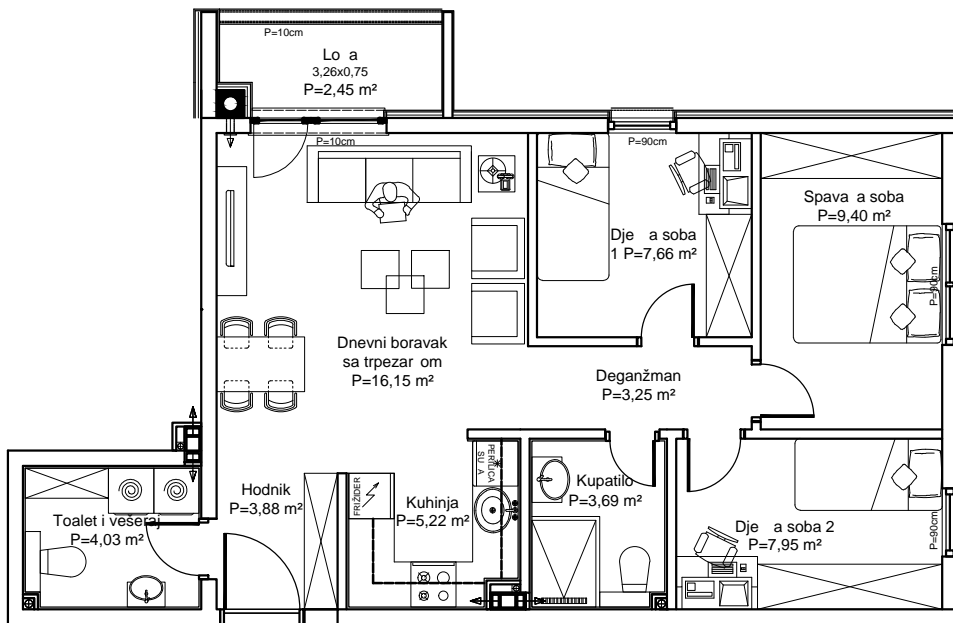 P=10cm
Lo a
3,26x0,75
P=2,45 m²
P=10cm
P=90cm
Spava a soba
P=9,40 m²
P=90cm
Dje a soba
1 P=7,66 m²
Dnevni boravak
sa trpezar om
P=16,15 m²
Deganžman
P=3,25 m²
Toalet i vešeraj
P=4,03 m²
Hodnik
P=3,88 m²
FRIŽIDER
Kuhinja
P=5,22 m²
PERILICA
SU A
Kupatilo
P=3,69 m²
Dje a soba 2
P=7,95 m²
P=90cm